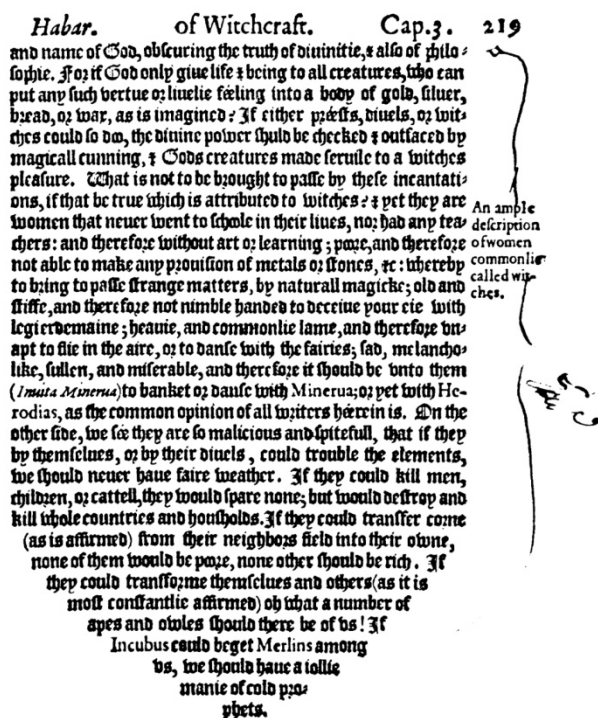 Habar. of Witchcraft. Cap.3. 219
and name of God, obscuring the truth of diuinitie, & also of philo-
sophie. For if God only giue life & being to all creatures, who can
put any such vertue or liuelie féeling into a body of gold, siluer,
bread, or wax, as is imagined? If either préests, diuels, or wit-
ches could so doo, the diuine power shuld be checked & outfaced by
magicall cunning, & Gods creatures made seruile to a witches
pleasure. What is not to be brought to passe by these incantati-
ons, if that be true which is attributed to witches? & yet they are
women that neuer went to schoole in their liues, nor had any tea-
chers: and therefore without art or learning; poore, and therefore
not able to make any prouision of metals or stones, &c: whereby
to bring to passe strange matters, by naturall magicke; old and
stiffe, and therefore not nimble handed to deceiue your eie with
legierdemaine; heauie, and commonlie lame, and therefore vn-
apt to flie in the aire, or to danse with the fairies; sad, melancho-
like, sullen, and miserable, and therefore it should be vnto them
(Inuita Minerua) to banket or danse with Minerua; or yet with He-
rodias, as the common opinion of all writers héerein is. On the
other side, we sée they are so malicious and spitefull, that if they
by themselues, or by their diuels, could trouble the elements,
we should neuer haue faire weather. If they could kill men,
children, or cattell, they would spare none; but would destroy and
kill whole countries and housholds. If they could transfer corne
(as is affirmed) from their neighbors field into their owne,
none of them would be poore, none other should be rich. If
they could transforme themselues and others (as it is
most constantlie affirmed) oh what a number of
apes and owles should there be of vs! If
Incubus could beget Merlins among
vs, we should haue a iollie
manie of cold pro-
phets.
An ample
description
of women
commonlie
called wit-
ches.